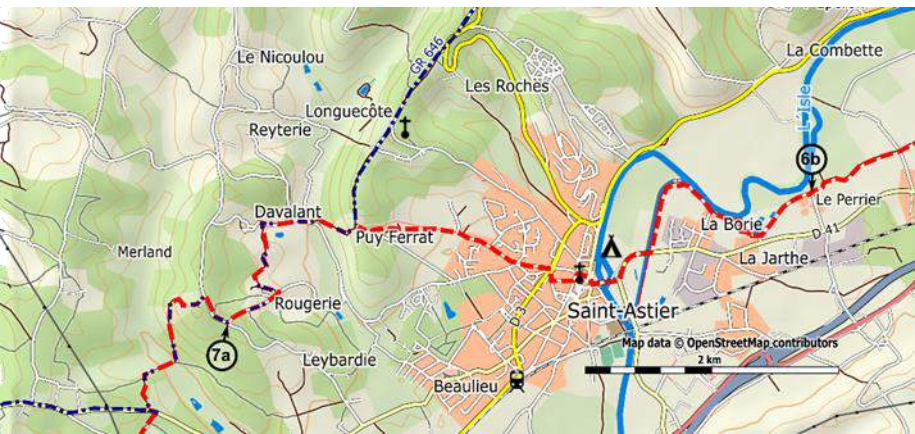 La Combette
Le Nicoulou
GR 646
Les Roches
Longuecôte
L'Isle
Reyterie
6b
Le Perrier
Davalant
La Borie
Puy Ferrat
D 41
Merland
La Jarthe
Rougerie
Saint-Astier
D 3
7a
Leybardie
Map data © OpenStreetMap contributors
2 km
Beaulieu